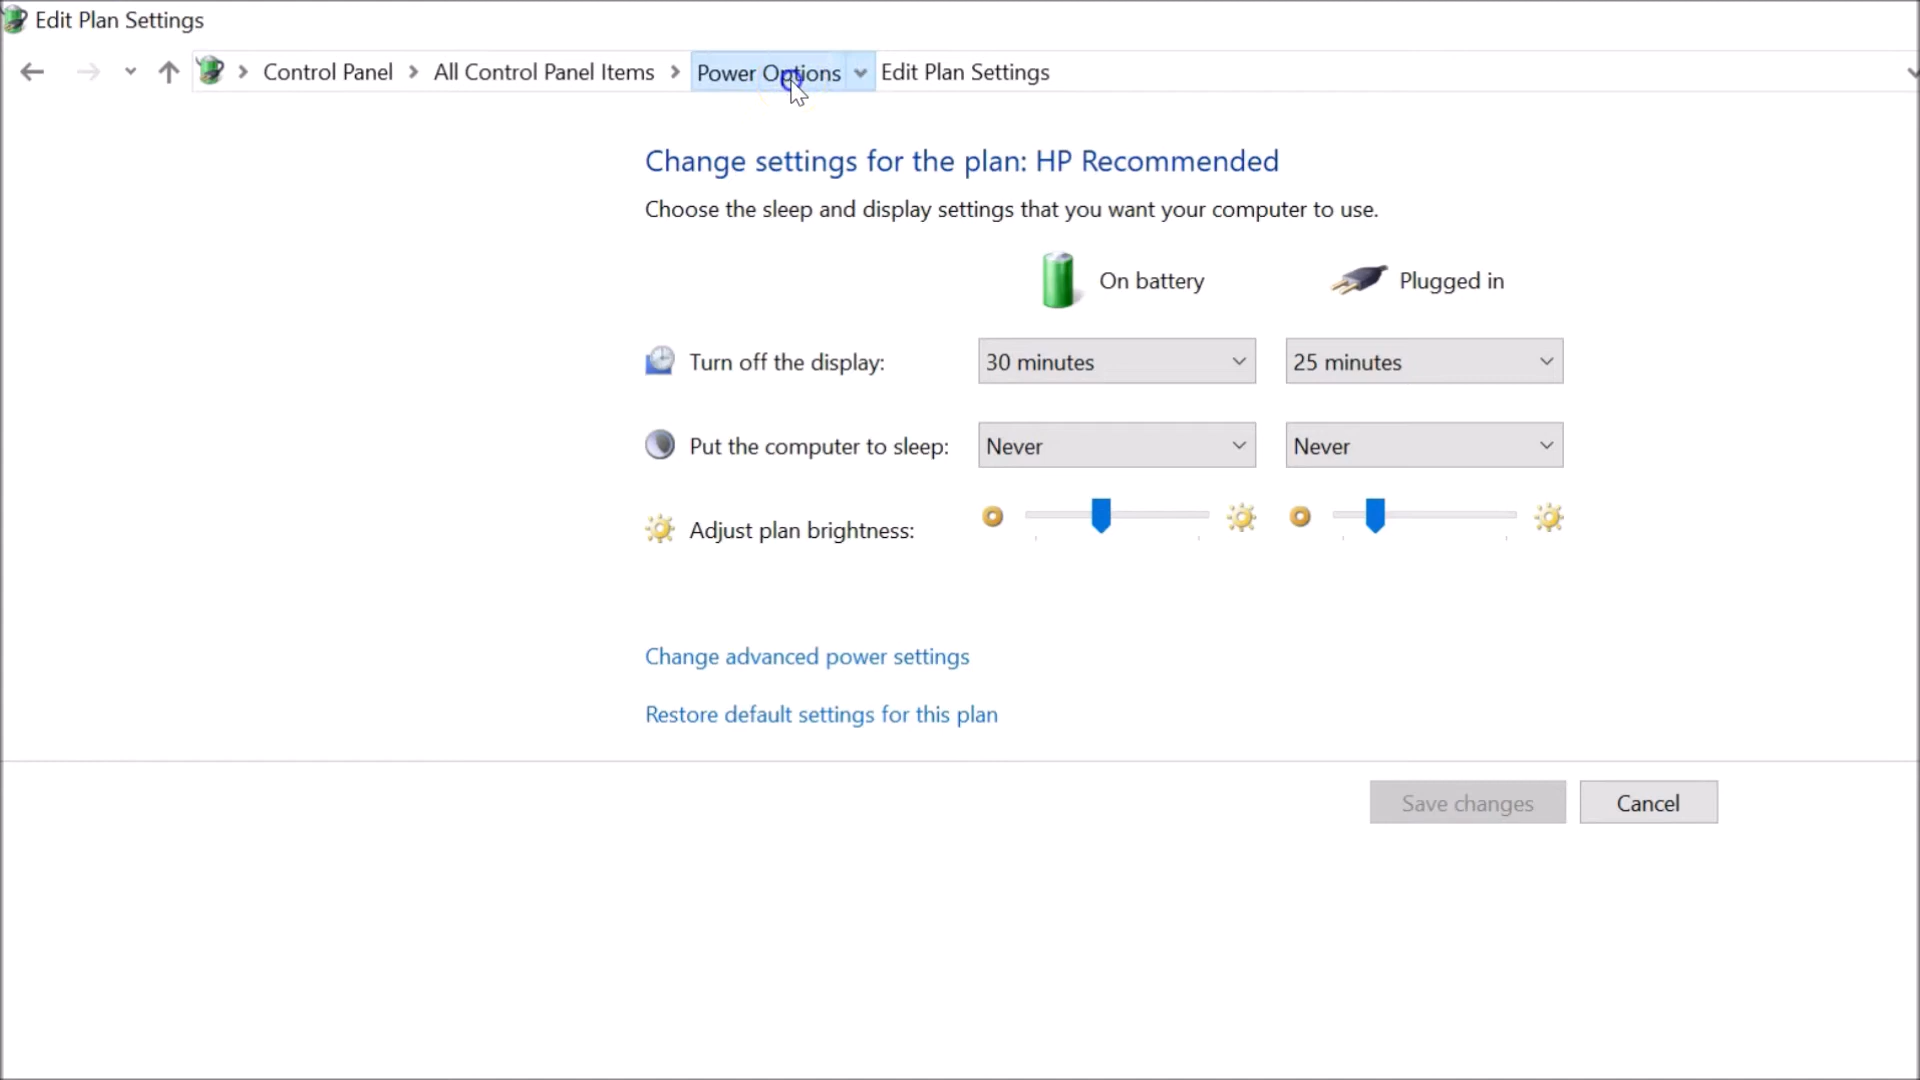 Edit Plan Settings
Control Panel All Control Panel Items Power Options Edit Plan Settings
Change settings for the plan: HP Recommended
Choose the sleep and display settings that you want your computer to use.
On battery Plugged in
Turn off the display: 30 minutes 25 minutes
Put the computer to sleep: Never Never
Adjust plan brightness:
Change advanced power settings
Restore default settings for this plan
Save changes Cancel